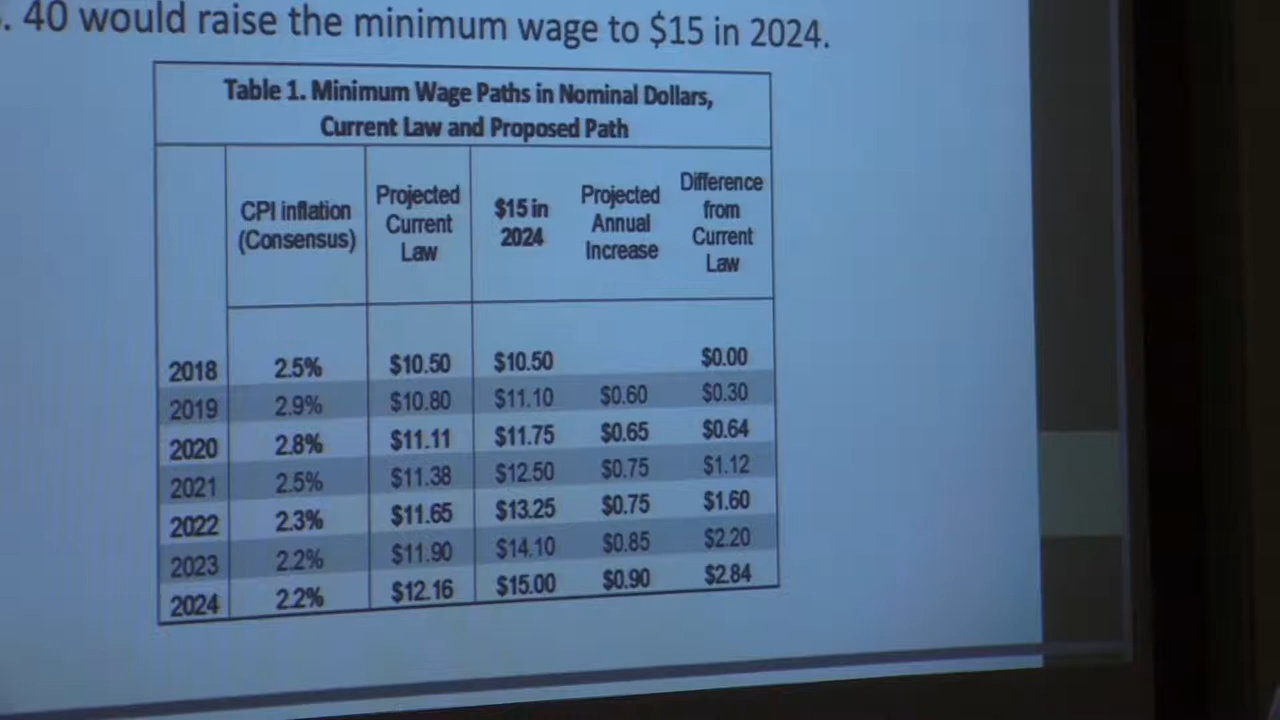 . 40 would raise the minimum wage to $15 in 2024.
Table 1. Minimum Wage Paths in Nominal Dollars,
Current Law and Proposed Path
CPI inflation (Consensus) Projected Current Law $15 in 2024 Projected Annual Increase Difference from Current Law
2018 2.5% $10.50 $10.50 $0.00
2019 2.9% $10.80 $11.10 $0.60 $0.30
2020 2.8% $11.11 $11.75 $0.65 $0.64
2021 2.5% $11.38 $12.50 $0.75 $1.12
2022 2.3% $11.65 $13.25 $0.75 $1.60
2023 2.2% $11.90 $14.10 $0.85 $2.20
2024 2.2% $12.16 $15.00 $0.90 $2.84